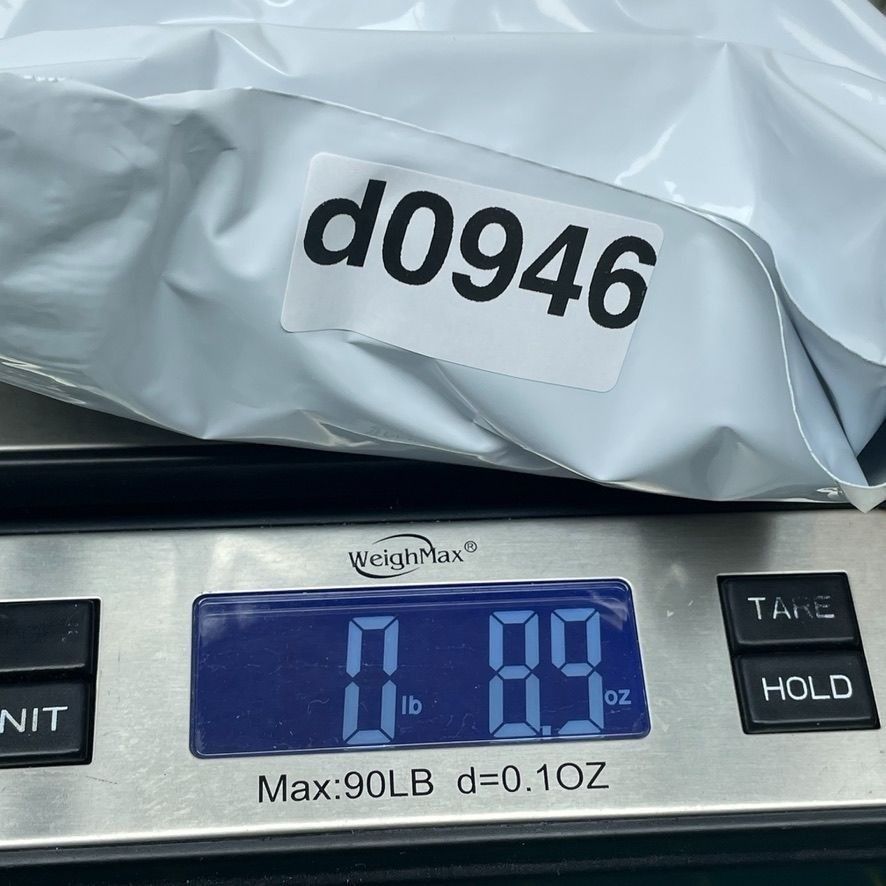 d0946
WeighMax®
0 lb 8.9 oz
TARE
NIT
HOLD
Max:90LB d=0.1OZ